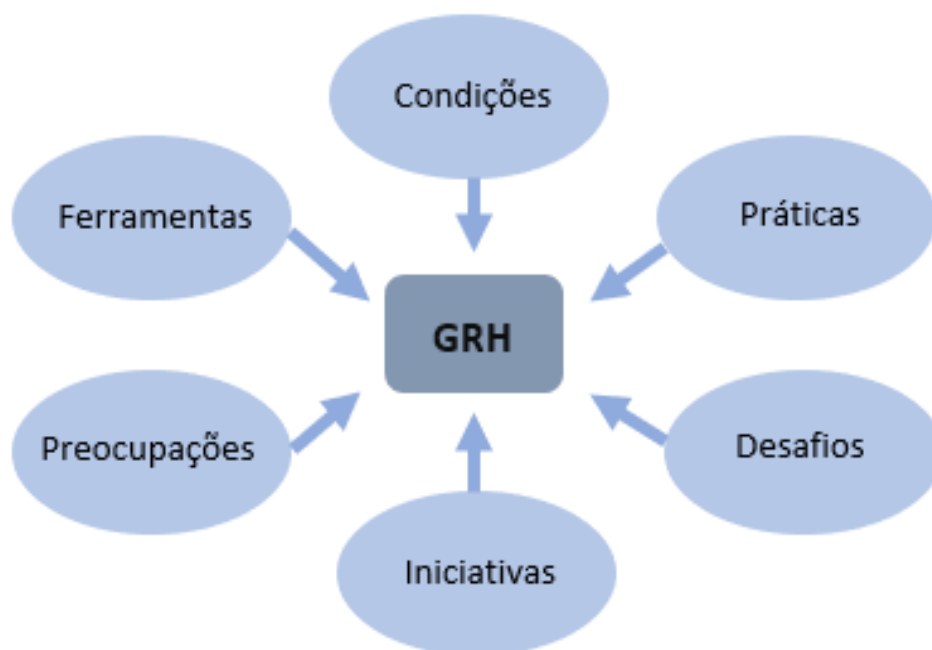 Condições
Ferramentas
Práticas
GRH
Preocupações
Desafios
Iniciativas